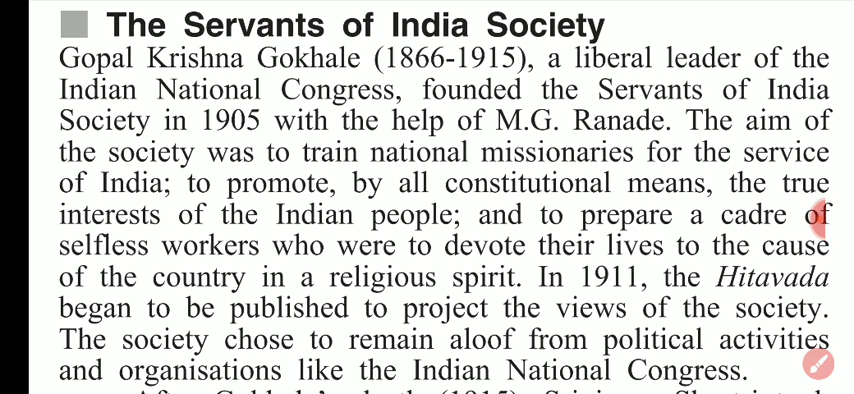 The Servants of India Society
Gopal Krishna Gokhale (1866-1915), a liberal leader of the
Indian National Congress, founded the Servants of India
Society in 1905 with the help of M.G. Ranade. The aim of
the society was to train national missionaries for the service
of India; to promote, by all constitutional means, the true
interests of the Indian people; and to prepare a cadre of
selfless workers who were to devote their lives to the cause
of the country in a religious spirit. In 1911, the Hitavada
began to be published to project the views of the society.
The society chose to remain aloof from political activities
and organisations like the Indian National Congress.